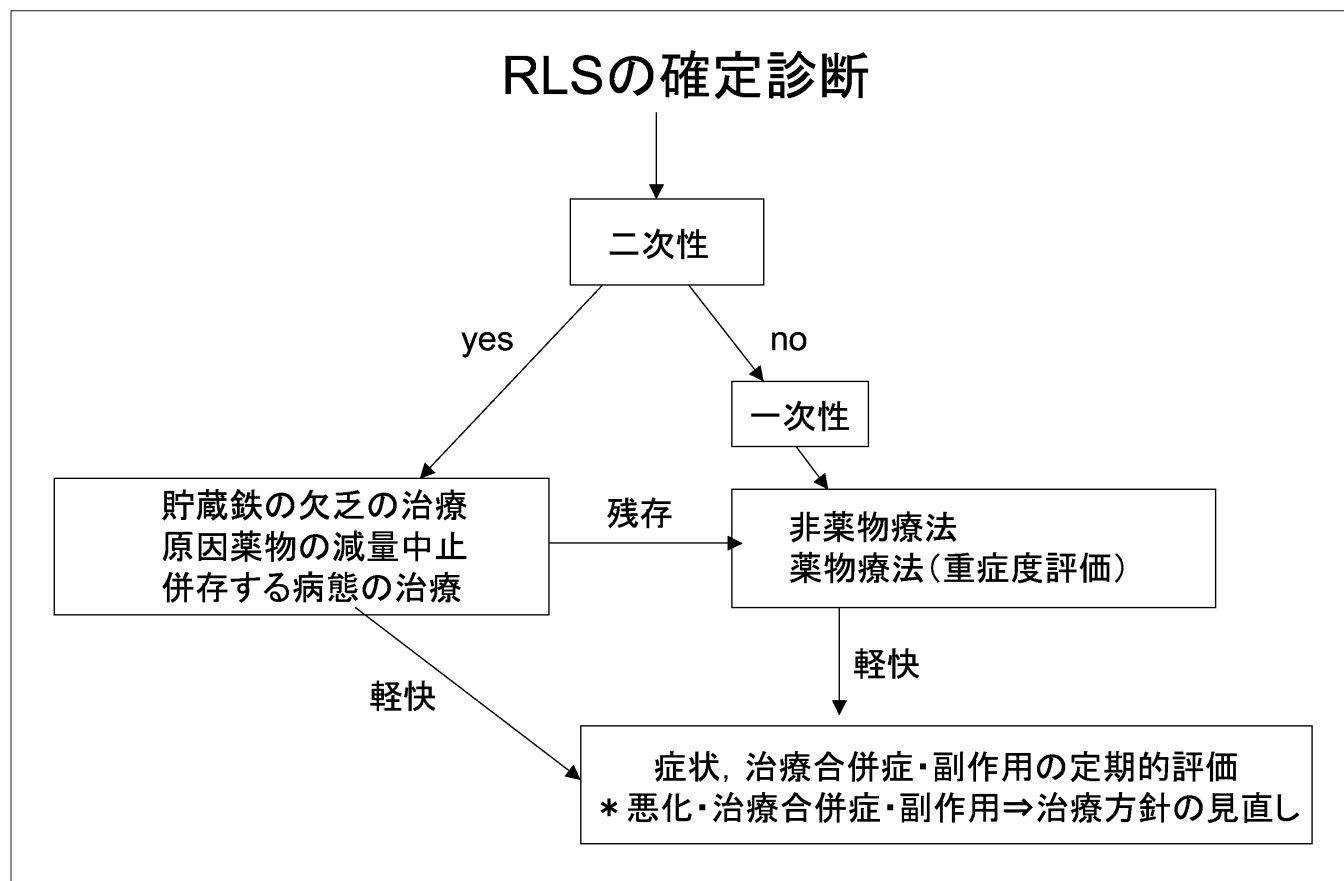 RLSの確定診断
二次性
yes
no
一次性
貯蔵鉄の欠乏の治療
原因薬物の減量中止
併存する病態の治療
残存
非薬物療法
薬物療法（重症度評価）
軽快
軽快
症状，治療合併症・副作用の定期的評価
＊悪化・治療合併症・副作用⇒治療方針の見直し